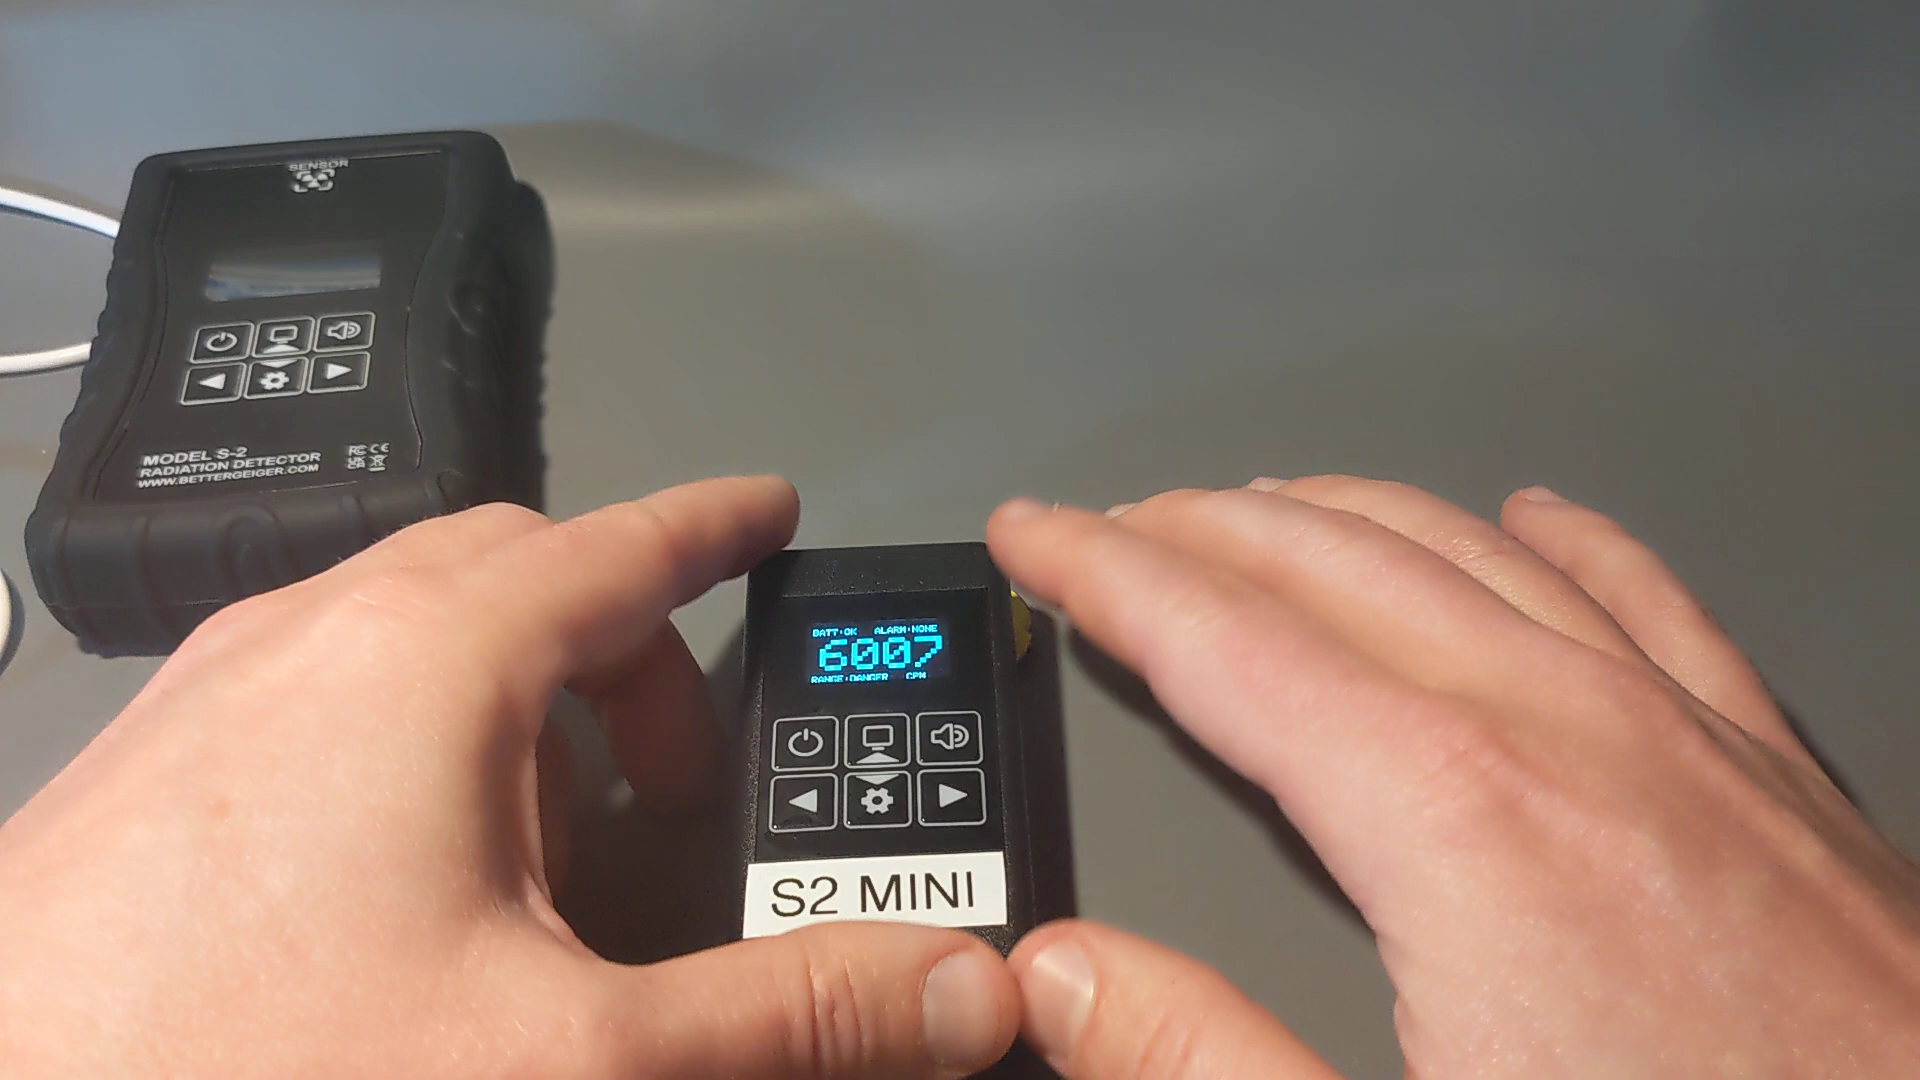 SENSOR
MODEL S-2
RADIATION DETECTOR
WWW.BETTERGEIGER.COM
BATT:OK ALARM:NONE
6007
RANGE:DANGER CPM
S2 MINI